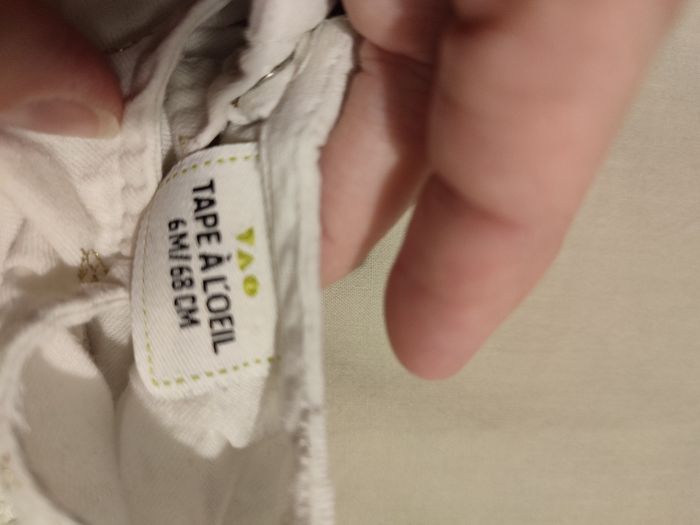 TAO
TAPE À L'OEIL
6M/68 CM